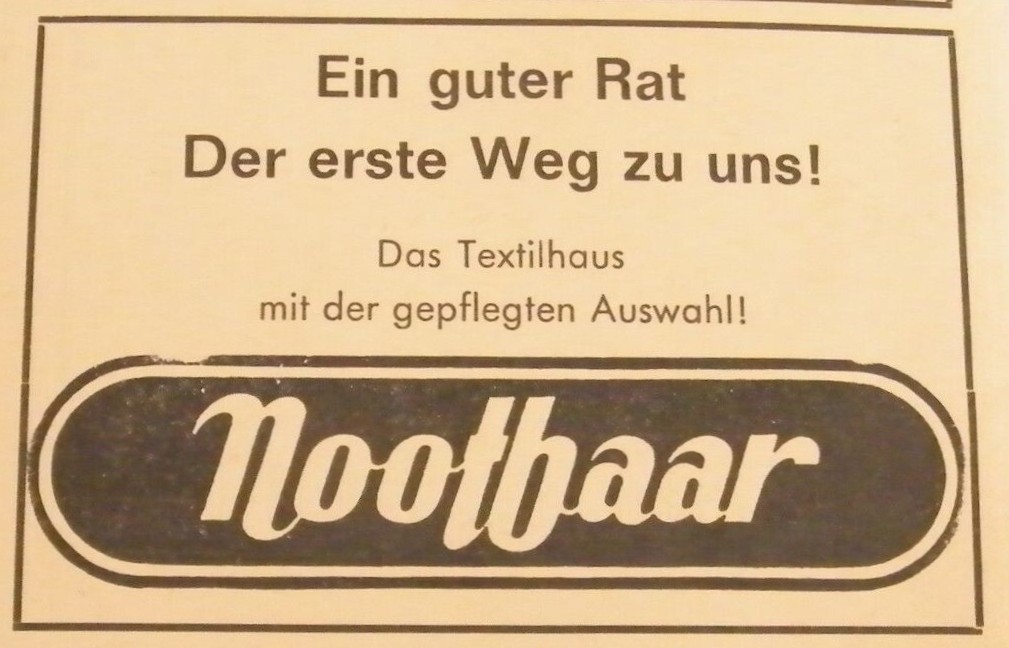 Ein guter Rat
Der erste Weg zu uns!
Das Textilhaus
mit der gepflegten Auswahl!
Noothaar